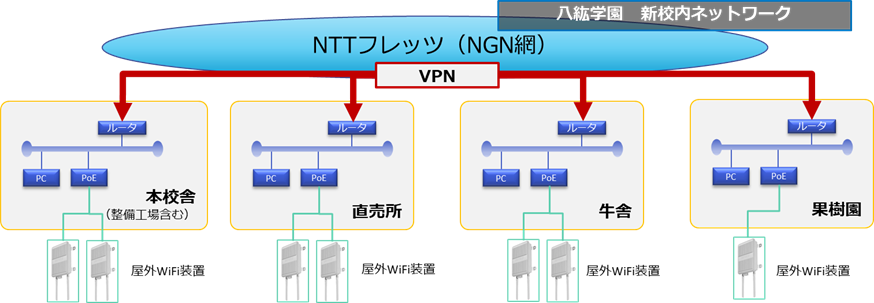 八紘学園　新校内ネットワーク
NTTフレッツ（NGN網）
VPN
ルータ
PC
PoE
本校舎
（整備工場含む）
屋外WiFi装置
ルータ
PC
PoE
直売所
屋外WiFi装置
ルータ
PC
PoE
牛舎
屋外WiFi装置
ルータ
PC
PoE
果樹園
屋外WiFi装置